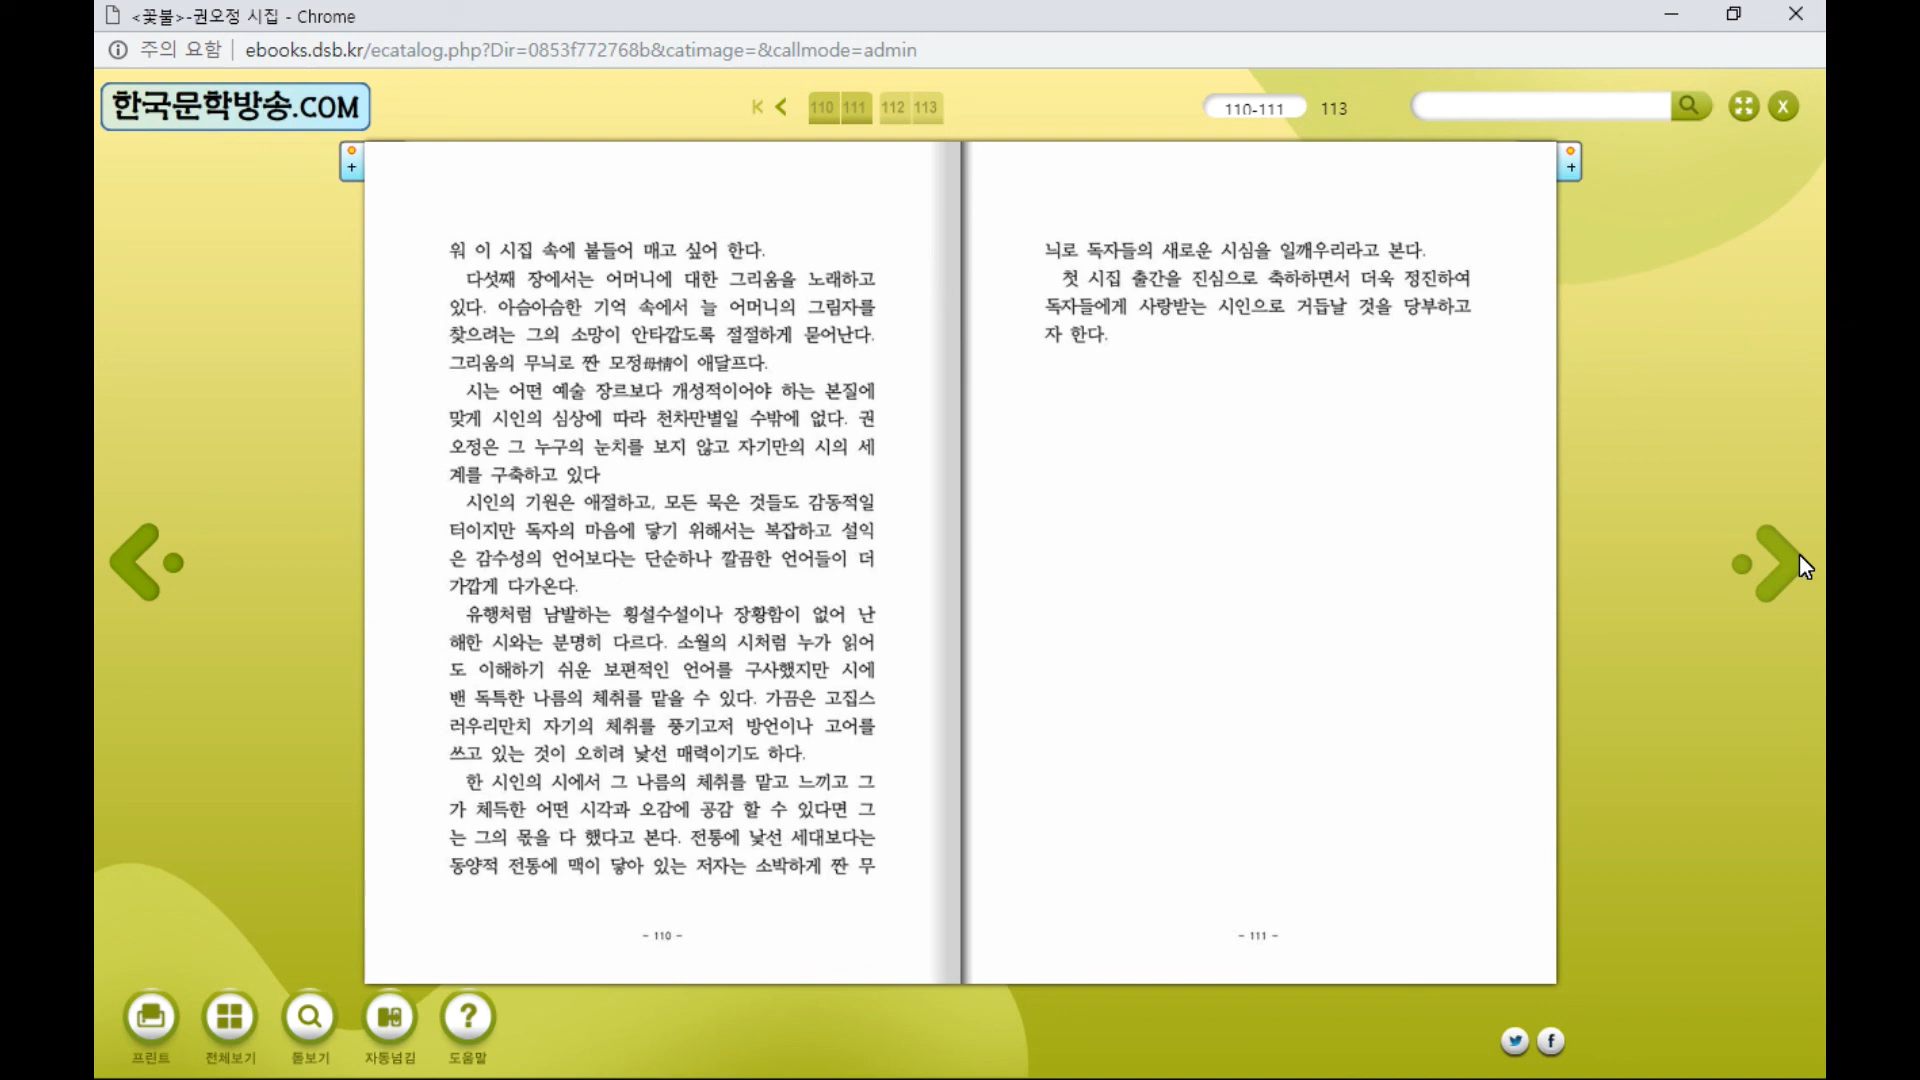 <꽃불>-권오정 시집 - Chrome
주의 요함 | ebooks.dsb.kr/ecatalog.php?Dir=0853f772768b&catimage=&callmode=admin
한국문학방송.COM
110 111 112 113
110-111 113
X
+
+
워 이 시집 속에 붙들어 매고 싶어 한다.
다섯째 장에서는 어머니에 대한 그리움을 노래하고
있다. 아슴아슴한 기억 속에서 늘 어머니의 그림자를
찾으려는 그의 소망이 안타깝도록 절절하게 묻어난다.
그리움의 무늬로 짠 모정母情이 애달프다.
시는 어떤 예술 장르보다 개성적이어야 하는 본질에
맞게 시인의 심상에 따라 천차만별일 수밖에 없다. 권
오정은 그 누구의 눈치를 보지 않고 자기만의 시의 세
계를 구축하고 있다
시인의 기원은 애절하고, 모든 묵은 것들도 감동적일
터이지만 독자의 마음에 닿기 위해서는 복잡하고 설익
은 감수성의 언어보다는 단순하나 깔끔한 언어들이 더
가깝게 다가온다.
유행처럼 남발하는 횡설수설이나 장황함이 없어 난
해한 시와는 분명히 다르다. 소월의 시처럼 누가 읽어
도 이해하기 쉬운 보편적인 언어를 구사했지만 시에
밴 독특한 나름의 체취를 맡을 수 있다. 가끔은 고집스
러우리만치 자기의 체취를 풍기고저 방언이나 고어를
쓰고 있는 것이 오히려 낯선 매력이기도 하다.
한 시인의 시에서 그 나름의 체취를 맡고 느끼고 그
가 체득한 어떤 시각과 오감에 공감 할 수 있다면 그
는 그의 몫을 다 했다고 본다. 전통에 낯선 세대보다는
동양적 전통에 맥이 닿아 있는 저자는 소박하게 짠 무
- 110 -
늬로 독자들의 새로운 시심을 일깨우리라고 본다.
첫 시집 출간을 진심으로 축하하면서 더욱 정진하여
독자들에게 사랑받는 시인으로 거듭날 것을 당부하고
자 한다.
- 111 -
프린트 전체보기 돋보기 자동넘김 도움말